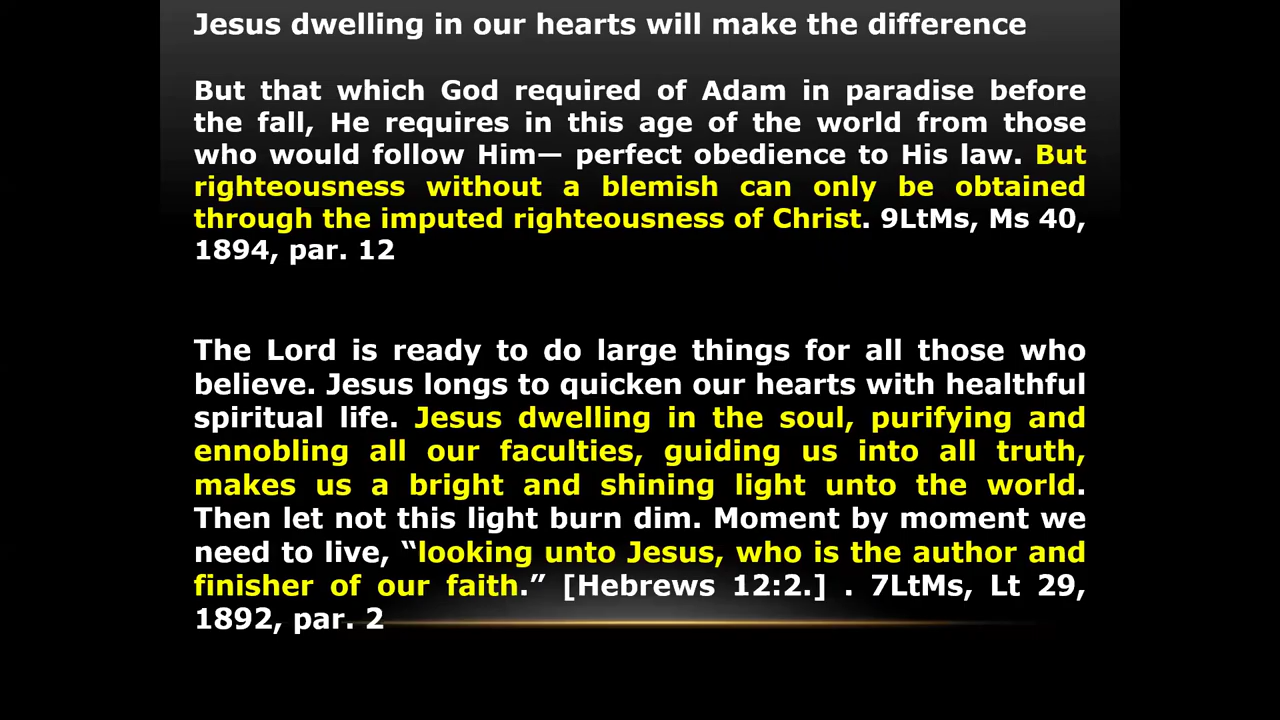 Jesus dwelling in our hearts will make the difference
But that which God required of Adam in paradise before
the fall, He requires in this age of the world from those
who would follow Him— perfect obedience to His law. But
righteousness without a blemish can only be obtained
through the imputed righteousness of Christ. 9LtMs, Ms 40,
1894, par. 12
The Lord is ready to do large things for all those who
believe. Jesus longs to quicken our hearts with healthful
spiritual life. Jesus dwelling in the soul, purifying and
ennobling all our faculties, guiding us into all truth,
makes us a bright and shining light unto the world.
Then let not this light burn dim. Moment by moment we
need to live, “looking unto Jesus, who is the author and
finisher of our faith.” [Hebrews 12:2.] . 7LtMs, Lt 29,
1892, par. 2